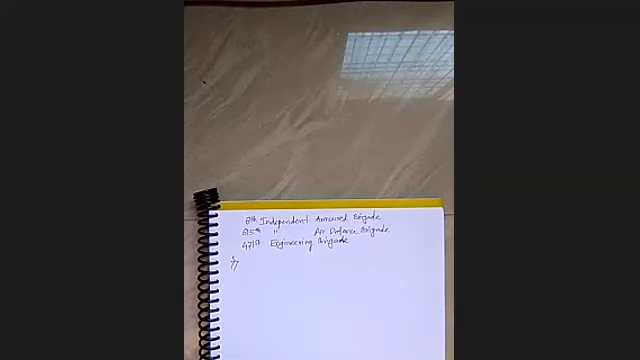 6th Independent Armoured Brigade
25th " Air Defence Brigade
471st Engineering Brigade